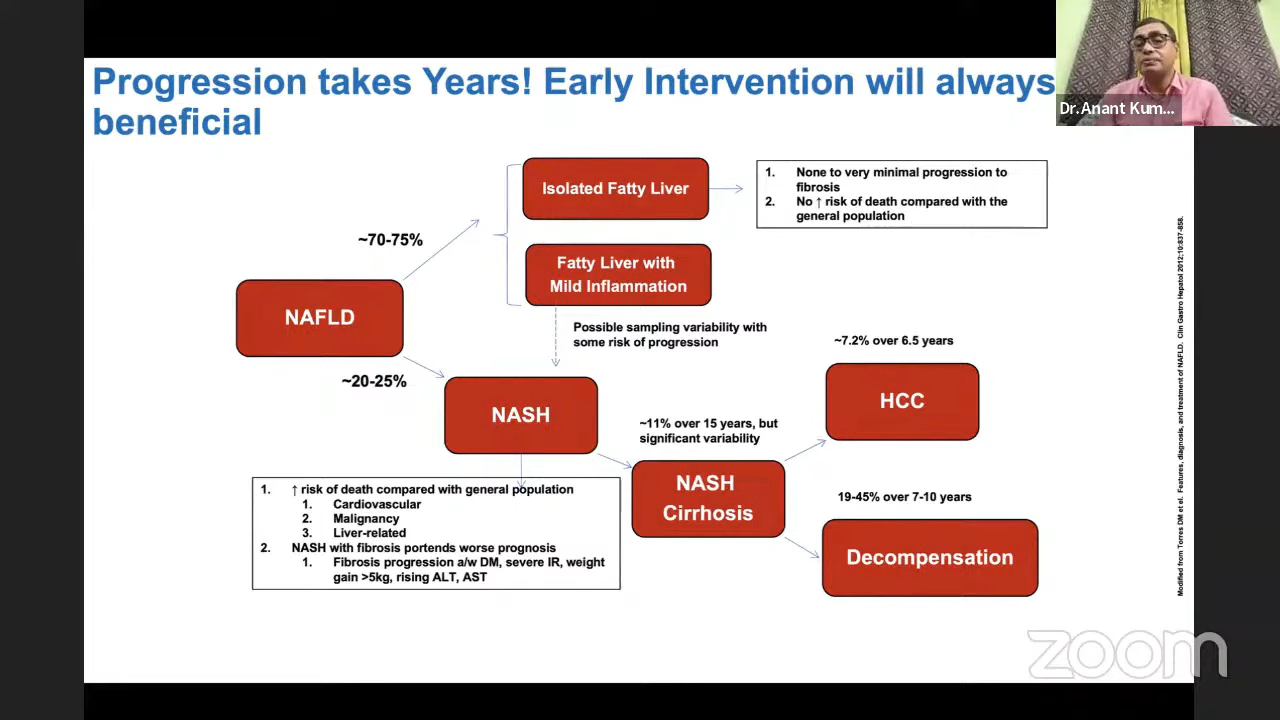 Progression takes Years! Early Intervention will always
beneficial
Dr.Anant Kum...
Isolated Fatty Liver
1. None to very minimal progression to
fibrosis
2. No ↑ risk of death compared with the
general population
~70-75%
Fatty Liver with
Mild Inflammation
NAFLD
Possible sampling variability with
some risk of progression
~20-25%
NASH
~7.2% over 6.5 years
HCC
~11% over 15 years, but
significant variability
NASH
Cirrhosis
1. ↑ risk of death compared with general population
1. Cardiovascular
2. Malignancy
3. Liver-related
2. NASH with fibrosis portends worse prognosis
1. Fibrosis progression a/w DM, severe IR, weight
gain >5kg, rising ALT, AST
19-45% over 7-10 years
Decompensation
Modified from Torres DM et el. Features, diagnosis, and treatment of NAFLD. Clin Gastro Hepatol 2012;10:837-858.
zoom